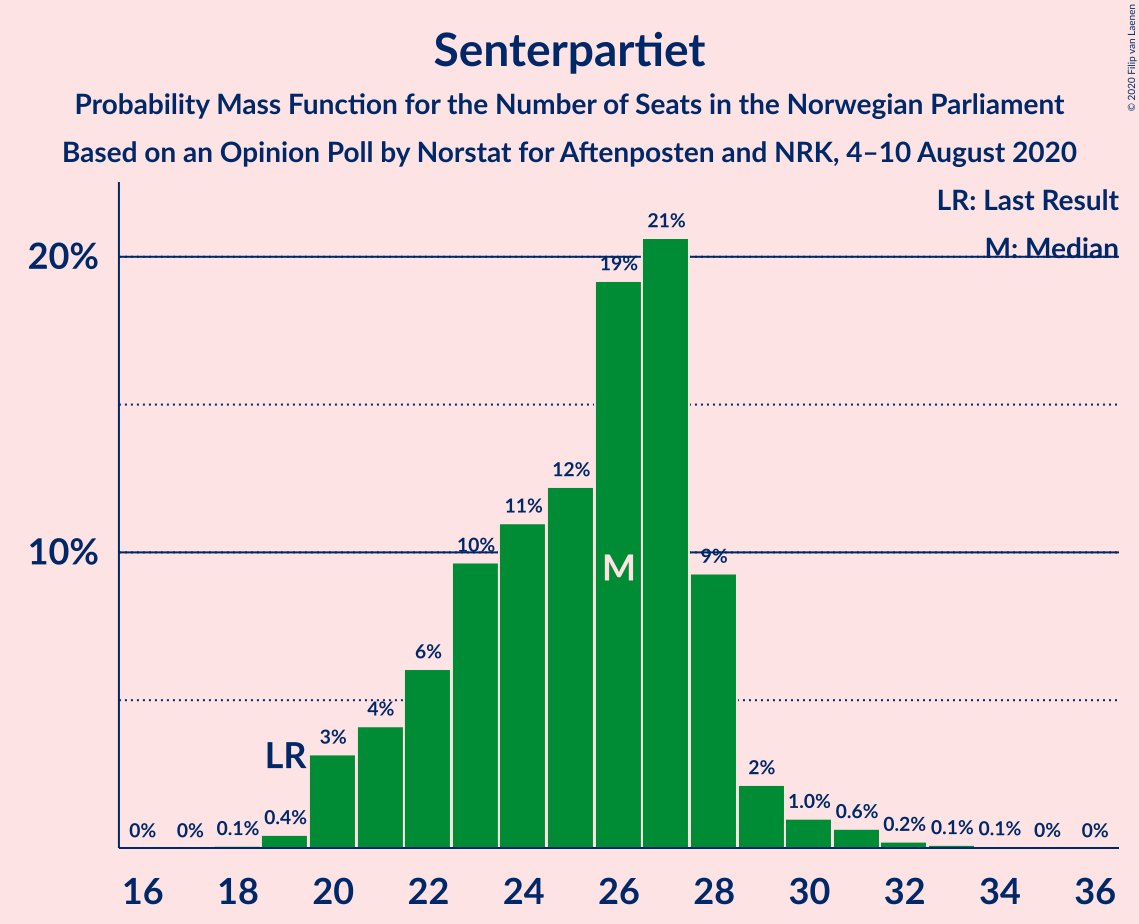 Senterpartiet
Probability Mass Function for the Number of Seats in the Norwegian Parliament
Based on an Opinion Poll by Norstat for Aftenposten and NRK, 4–10 August 2020
© 2020 Filip van Laenen
LR: Last Result
M: Median
20%
10%
0% 0% 0.1% 0.4% 3% 4% 6% 10% 11% 12% 19% 21% 9% 2% 1.0% 0.6% 0.2% 0.1% 0.1% 0% 0%
LR
M
16 18 20 22 24 26 28 30 32 34 36